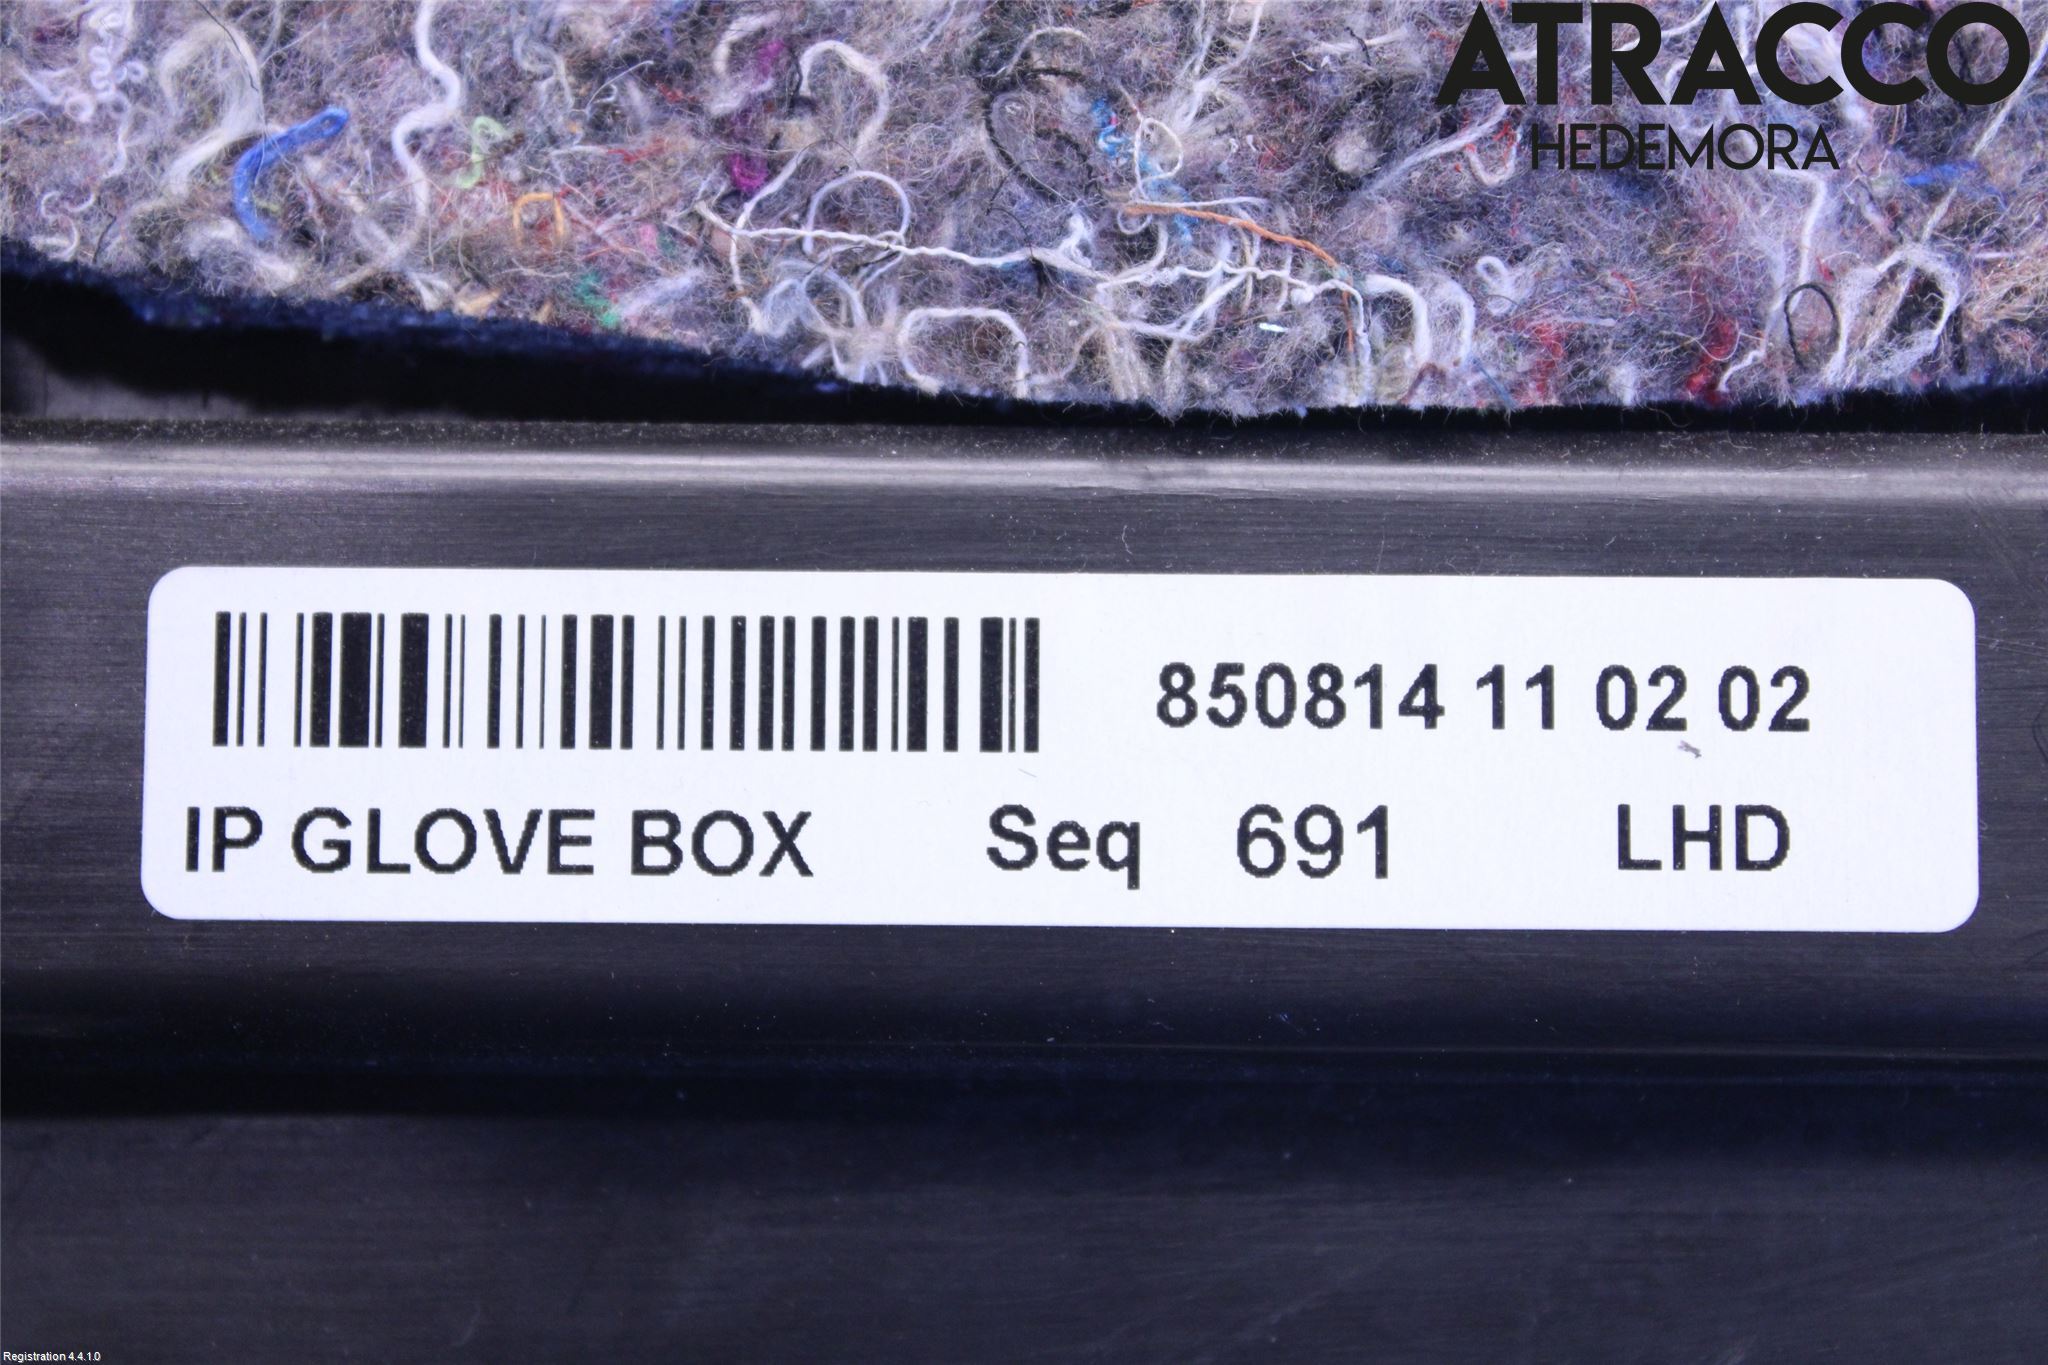 ATRACCO
HEDEMORA
850814 11 02 02
IP GLOVE BOX Seq 691 LHD
Registration 4.4.1.0